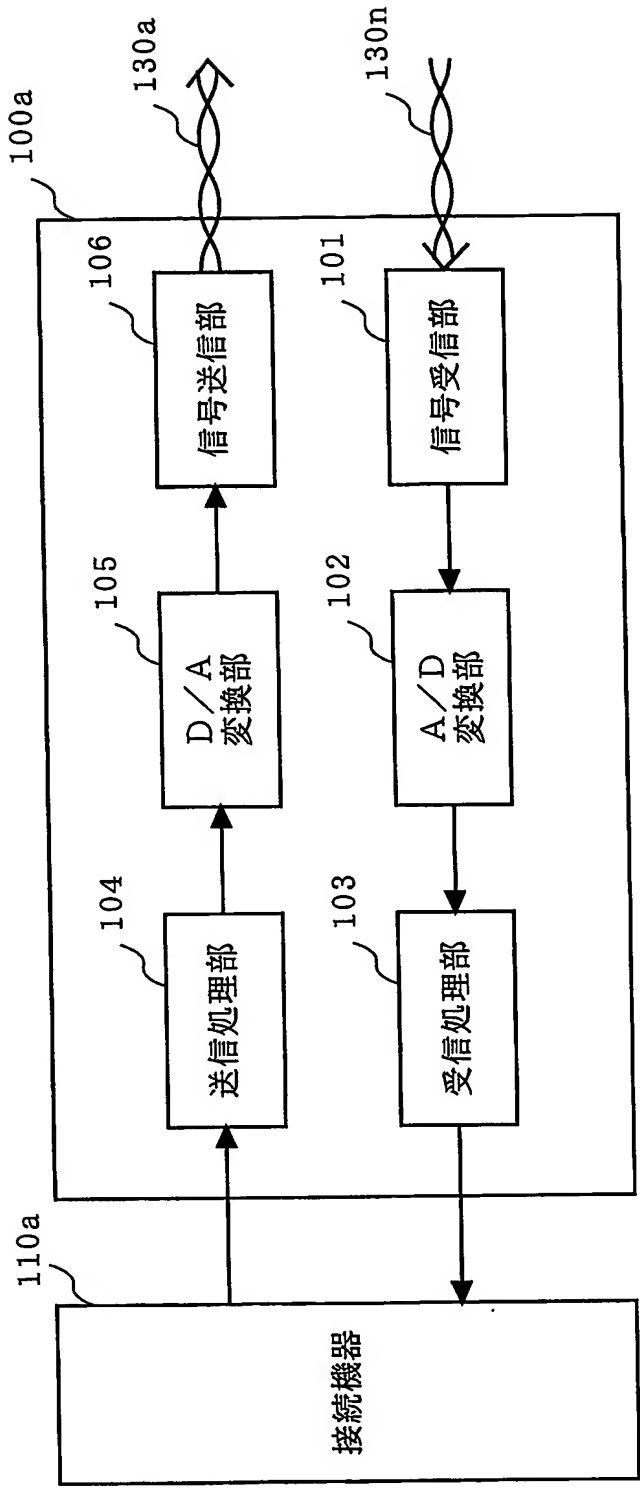 110a
接続機器
100a
104
送信処理部
105
D/A
変換部
106
信号送信部
130a
103
受信処理部
102
A/D
変換部
101
信号受信部
130n